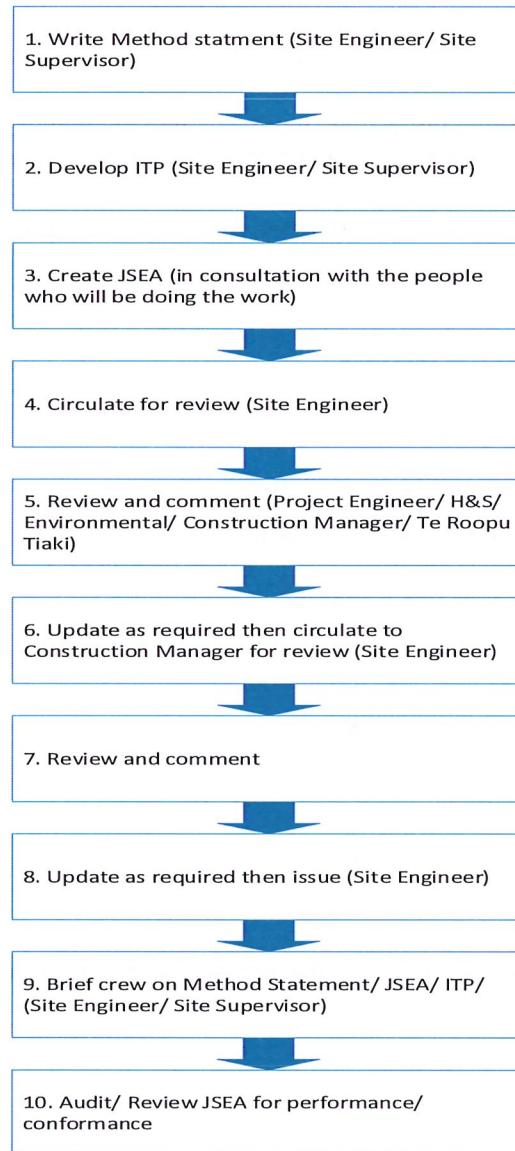 1. Write Method statment (Site Engineer/ Site
Supervisor)
2. Develop ITP (Site Engineer/ Site Supervisor)
3. Create JSEA (in consultation with the people
who will be doing the work)
4. Circulate for review (Site Engineer)
5. Review and comment (Project Engineer/ H&S/
Environmental/ Construction Manager/ Te Roopu
Tiaki)
6. Update as required then circulate to
Construction Manager for review (Site Engineer)
7. Review and comment
8. Update as required then issue (Site Engineer)
9. Brief crew on Method Statement/ JSEA/ ITP/
(Site Engineer/ Site Supervisor)
10. Audit/ Review JSEA for performance/
conformance